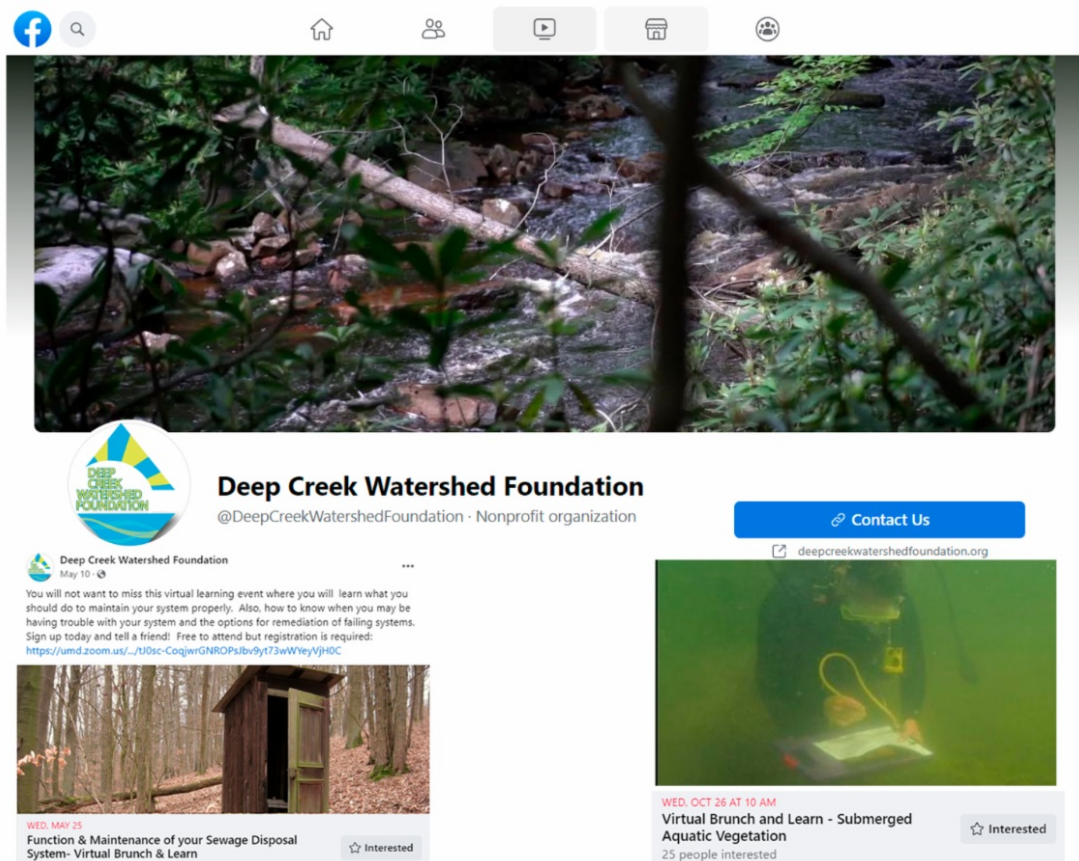 DEEP
CREEK
WATERSHED
FOUNDATION
Deep Creek Watershed Foundation
@DeepCreekWatershedFoundation · Nonprofit organization
Contact Us
deepcreekwatershedfoundation.org
Deep Creek Watershed Foundation
May 10 ·
You will not want to miss this virtual learning event where you will learn what you
should do to maintain your system properly. Also, how to know when you may be
having trouble with your system and the options for remediation of failing systems.
Sign up today and tell a friend! Free to attend but registration is required:
https://umd.zoom.us/.../tJ0sc-CoqjwrGNROPsJbv9yt73wWYeyVjH0C
WED, MAY 25
Function & Maintenance of your Sewage Disposal
System- Virtual Brunch & Learn
Interested
WED, OCT 26 AT 10 AM
Virtual Brunch and Learn - Submerged
Aquatic Vegetation
25 people interested
Interested